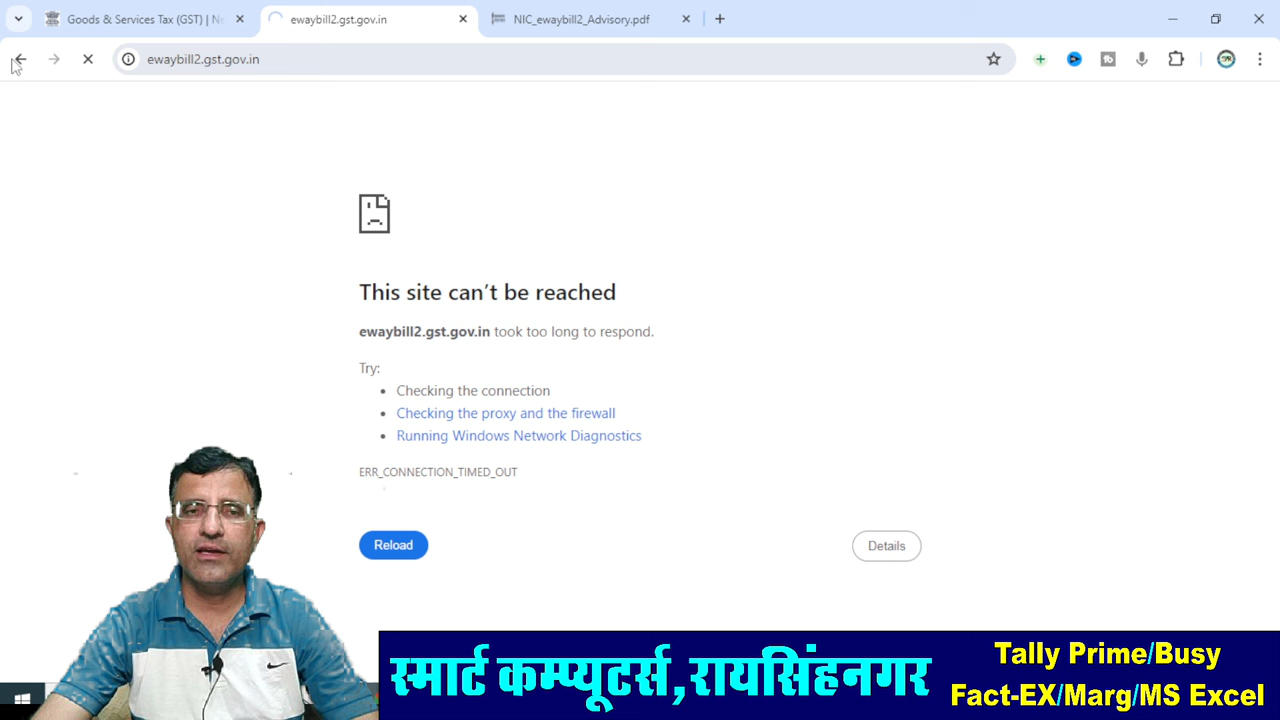 Goods & Services Tax (GST) | Ne
ewaybill2.gst.gov.in
NIC_ewaybill2_Advisory.pdf
ewaybill2.gst.gov.in
This site can't be reached
ewaybill2.gst.gov.in took too long to respond.
Try:
Checking the connection
Checking the proxy and the firewall
Running Windows Network Diagnostics
ERR_CONNECTION_TIMED_OUT
Reload
Details
स्मार्ट कम्प्यूटर्स,रायसिंहनगर
Tally Prime/Busy
Fact-EX/Marg/MS Excel